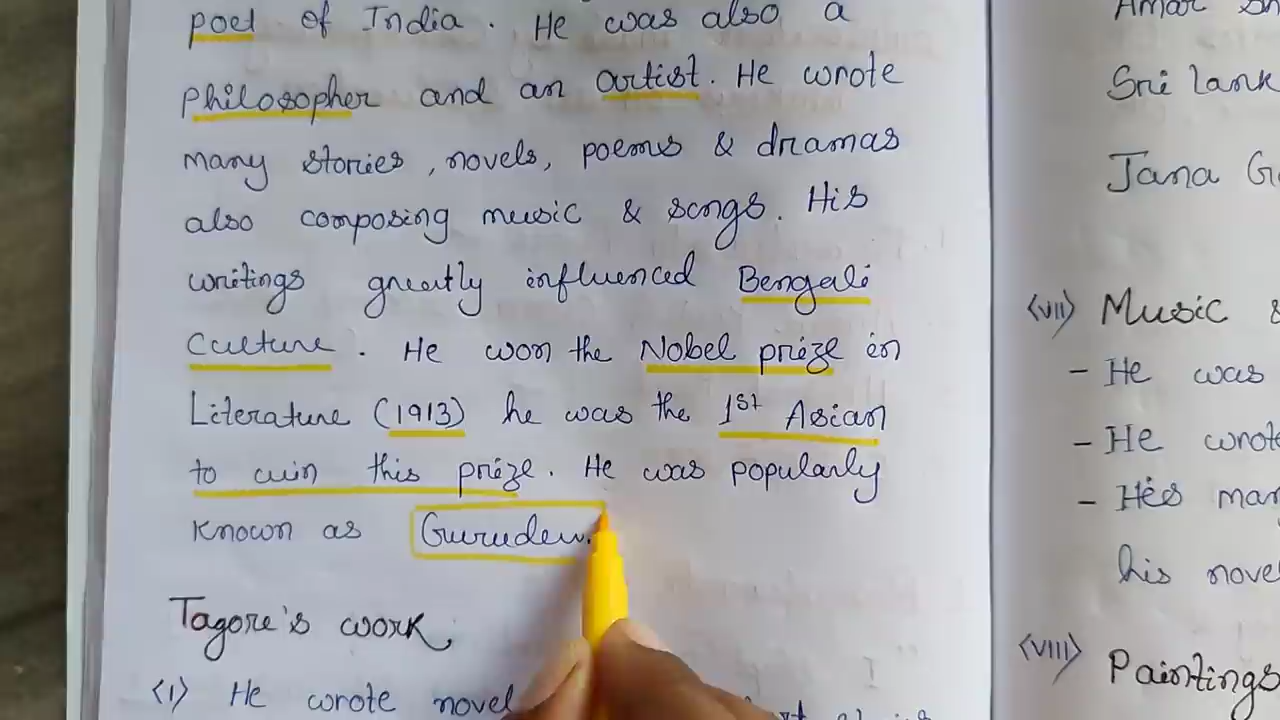 poet of India. He was also a
Philosopher and an artist. He wrote
many stories, novels, poems & dramas
also composing music & songs. His
writings greatly influenced Bengali
Culture. He won the Nobel prize in
Literature (1913) he was the 1st Asian
to win this prize. He was popularly
known as Gurudev.
Tagore's work,
(I) He wrote novel
Amar
Sri Lank
Jana G
(VII) Music &
- He was
- He wrote
- His man
his nove
(VIII) Paintings